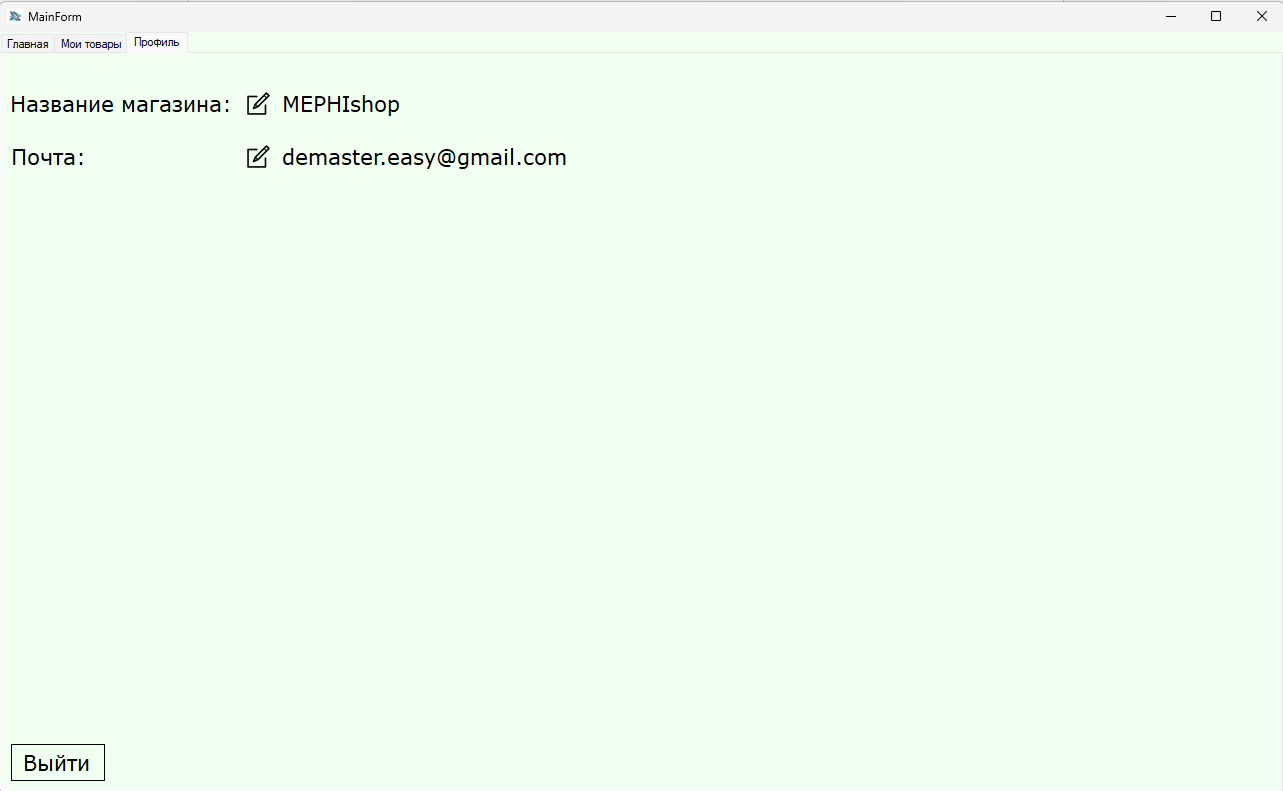 MainForm
Главная Мои товары Профиль
Название магазина: MEPHIshop
Почта: demaster.easy@gmail.com
Выйти